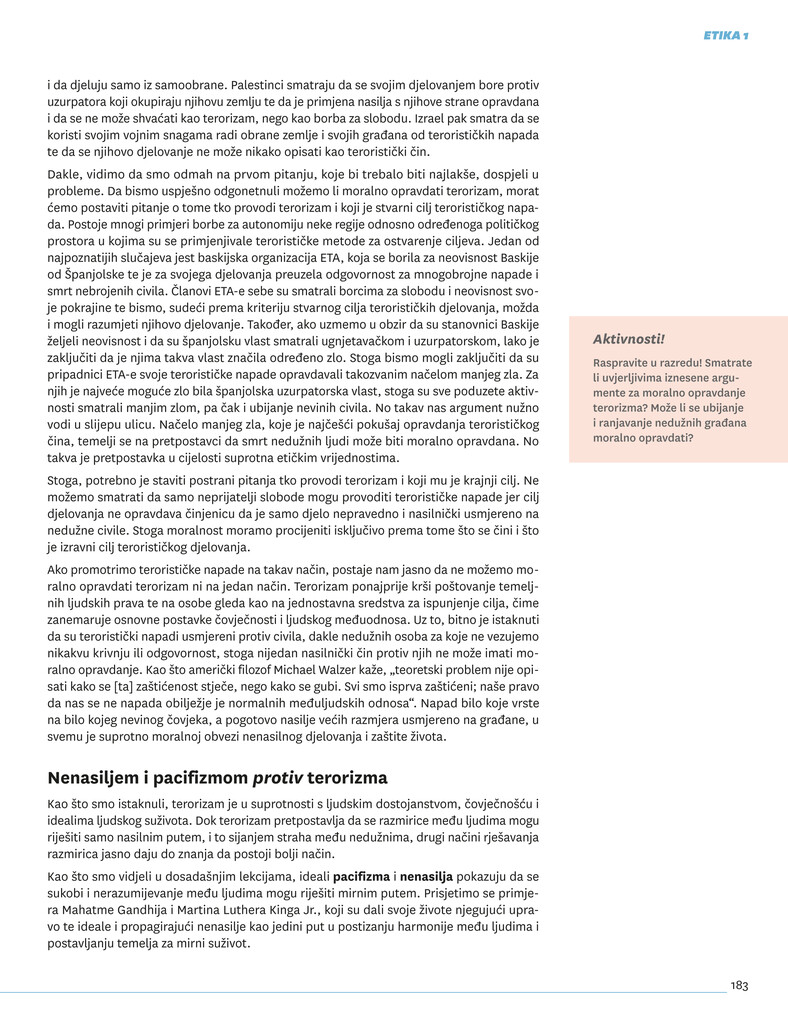 ETIKA 1
i da djeluju samo iz samoobrane. Palestinci smatraju da se svojim djelovanjem bore protiv
uzurpatora koji okupiraju njihovu zemlju te da je primjena nasilja s njihove strane opravdana
i da se ne može shvaćati kao terorizam, nego kao borba za slobodu. Izrael pak smatra da se
koristi svojim vojnim snagama radi obrane zemlje i svojih građana od terorističkih napada
te da se njihovo djelovanje ne može nikako opisati kao teroristički čin.
Dakle, vidimo da smo odmah na prvom pitanju, koje bi trebalo biti najlakše, dospjeli u
probleme. Da bismo uspješno odgonetnuli možemo li moralno opravdati terorizam, morat
ćemo postaviti pitanje o tome tko provodi terorizam i koji je stvarni cilj terorističkog napa-
da. Postoje mnogi primjeri borbe za autonomiju neke regije odnosno određenoga političkog
prostora u kojima su se primjenjivale terorističke metode za ostvarenje ciljeva. Jedan od
najpoznatijih slučajeva jest baskijska organizacija ETA, koja se borila za neovisnost Baskije
od Španjolske te je za svojega djelovanja preuzela odgovornost za mnogobrojne napade i
smrt nebrojenih civila. Članovi ETA-e sebe su smatrali borcima za slobodu i neovisnost svo-
je pokrajine te bismo, sudeći prema kriteriju stvarnog cilja terorističkih djelovanja, možda
i mogli razumjeti njihovo djelovanje. Također, ako uzmemo u obzir da su stanovnici Baskije
željeli neovisnost i da su španjolsku vlast smatrali ugnjetavačkom i uzurpatorskom, lako je
zaključiti da je njima takva vlast značila određeno zlo. Stoga bismo mogli zaključiti da su
pripadnici ETA-e svoje terorističke napade opravdavali takozvanim načelom manjeg zla. Za
njih je najveće moguće zlo bila španjolska uzurpatorska vlast, stoga su sve poduzete aktiv-
nosti smatrali manjim zlom, pa čak i ubijanje nevinih civila. No takav nas argument nužno
vodi u slijepu ulicu. Načelo manjeg zla, koje je najčešći pokušaj opravdanja terorističkog
čina, temelji se na pretpostavci da smrt nedužnih ljudi može biti moralno opravdana. No
takva je pretpostavka u cijelosti suprotna etičkim vrijednostima.
Stoga, potrebno je staviti postrani pitanja tko provodi terorizam i koji mu je krajnji cilj. Ne
možemo smatrati da samo neprijatelji slobode mogu provoditi terorističke napade jer cilj
djelovanja ne opravdava činjenicu da je samo djelo nepravedno i nasilnički usmjereno na
nedužne civile. Stoga moralnost moramo procijeniti isključivo prema tome što se čini i što
je izravni cilj terorističkog djelovanja.
Ako promotrimo terorističke napade na takav način, postaje nam jasno da ne možemo mo-
ralno opravdati terorizam ni na jedan način. Terorizam ponajprije krši poštovanje temelj-
nih ljudskih prava te na osobe gleda kao na jednostavna sredstva za ispunjenje cilja, čime
zanemaruje osnovne postavke čovječnosti i ljudskog međuodnosa. Uz to, bitno je istaknuti
da su teroristički napadi usmjereni protiv civila, dakle nedužnih osoba za koje ne vezujemo
nikakvu krivnju ili odgovornost, stoga nijedan nasilnički čin protiv njih ne može imati mo-
ralno opravdanje. Kao što američki filozof Michael Walzer kaže, „teoretski problem nije opi-
sati kako se [ta] zaštićenost stječe, nego kako se gubi. Svi smo isprva zaštićeni; naše pravo
da nas se ne napada obilježje je normalnih međuljudskih odnosa“. Napad bilo koje vrste
na bilo kojeg nevinog čovjeka, a pogotovo nasilje većih razmjera usmjereno na građane, u
svemu je suprotno moralnoj obvezi nenasilnog djelovanja i zaštite života.
Aktivnosti!
Raspravite u razredu! Smatrate
li uvjerljivima iznesene argu-
mente za moralno opravdanje
terorizma? Može li se ubijanje
i ranjavanje nedužnih građana
moralno opravdati?
Nenasiljem i pacifizmom protiv terorizma
Kao što smo istaknuli, terorizam je u suprotnosti s ljudskim dostojanstvom, čovječnošću i
idealima ljudskog suživota. Dok terorizam pretpostavlja da se razmirice među ljudima mogu
riješiti samo nasilnim putem, i to sijanjem straha među nedužnima, drugi načini rješavanja
razmirica jasno daju do znanja da postoji bolji način.
Kao što smo vidjeli u dosadašnjim lekcijama, ideali pacifizma i nenasilja pokazuju da se
sukobi i nerazumijevanje među ljudima mogu riješiti mirnim putem. Prisjetimo se primje-
ra Mahatme Gandhija i Martina Luthera Kinga Jr., koji su dali svoje živote njegujući upra-
vo te ideale i propagirajući nenasilje kao jedini put u postizanju harmonije među ljudima i
postavljanju temelja za mirni suživot.
183